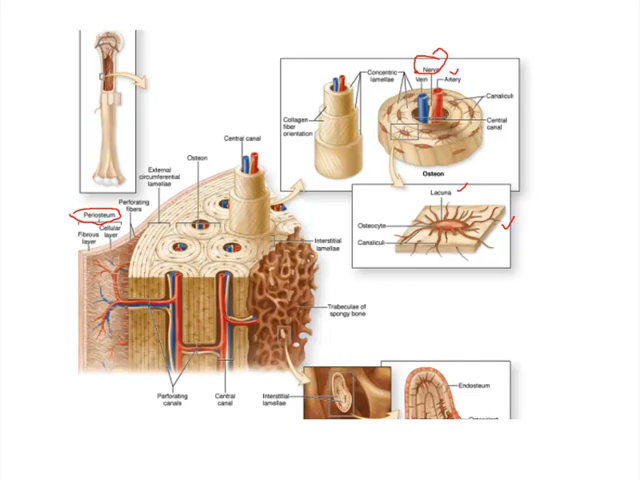 Nerve
Vein
Artery
Concentric
lamellae
Canaliculi
Collagen
fiber
orientation
Central
canal
Osteon
Central canal
Osteon
External
circumferential
lamellae
Perforating
fibers
Periosteum
Fibrous
layer
Cellular
layer
Lacuna
Osteocyte
Canaliculi
Interstitial
lamellae
Trabeculae of
spongy bone
Perforating
canals
Central
canal
Interstitial
lamellae
Endosteum